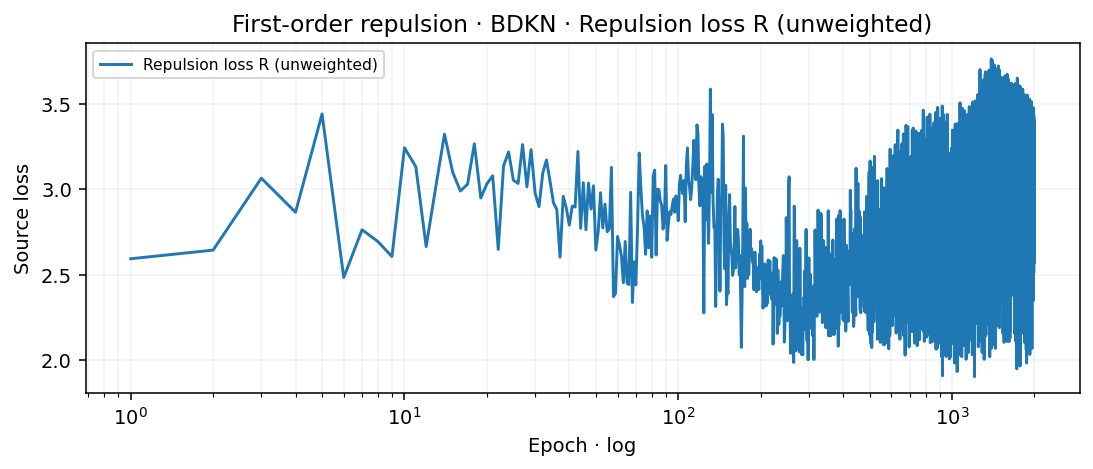 First-order repulsion · BDKN · Repulsion loss R (unweighted)
Repulsion loss R (unweighted)
Source loss
3.5
3.0
2.5
2.0
10⁰ 10¹ 10² 10³
Epoch · log